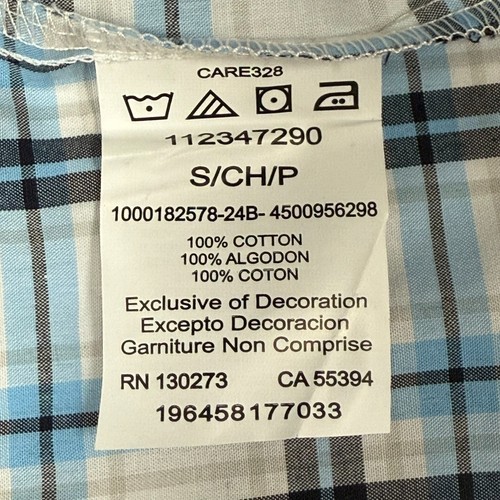 CARE328
112347290
S/CH/P
1000182578-24B- 4500956298
100% COTTON
100% ALGODON
100% COTON
Exclusive of Decoration
Excepto Decoracion
Garniture Non Comprise
RN 130273 CA 55394
196458177033